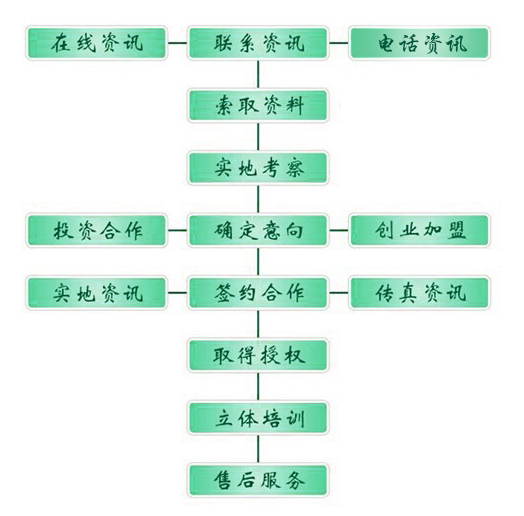 在线资讯 联系资讯 电话资讯
索取资料
实地考察
投资合作 确定意向 创业加盟
实地资讯 签约合作 传真资讯
取得授权
立体培训
售后服务